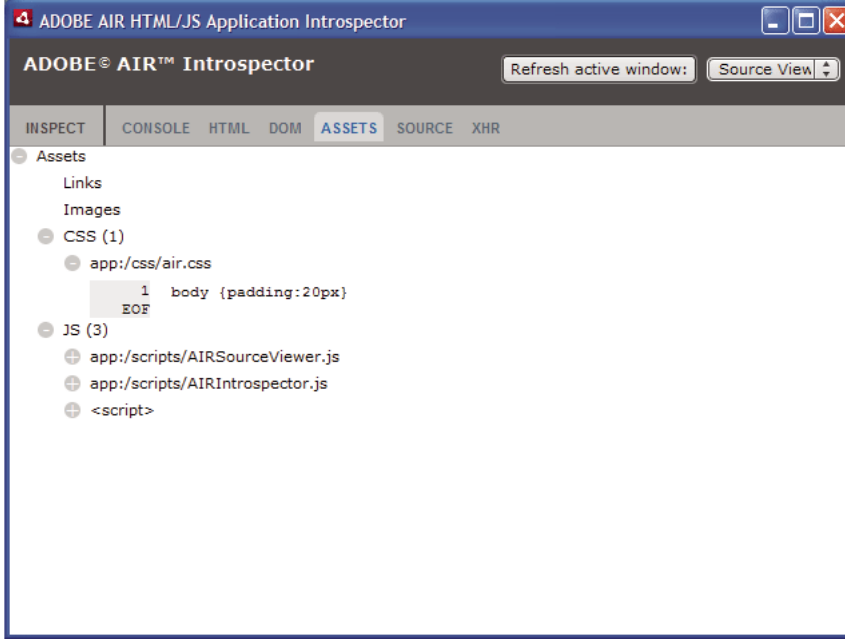 ADOBE AIR HTML/JS Application Introspector
ADOBE© AIR™ Introspector
Refresh active window:
Source View
INSPECT CONSOLE HTML DOM ASSETS SOURCE XHR
Assets
Links
Images
CSS (1)
app:/css/air.css
1 body {padding:20px}
EOF
JS (3)
app:/scripts/AIRSourceViewer.js
app:/scripts/AIRIntrospector.js
<script>